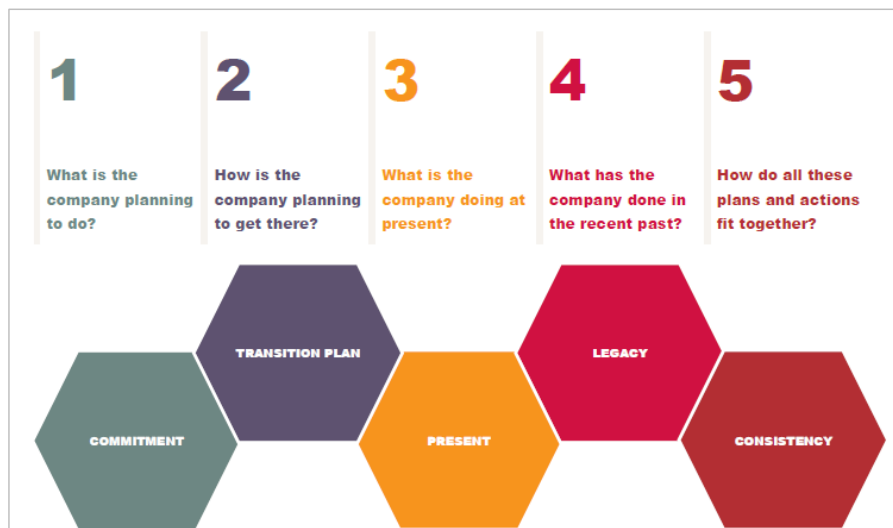 1
What is the
company planning
to do?
2
How is the
company planning
to get there?
3
What is the
company doing at
present?
4
What has the
company done in
the recent past?
5
How do all these
plans and actions
fit together?
TRANSITION PLAN
LEGACY
COMMITMENT
PRESENT
CONSISTENCY